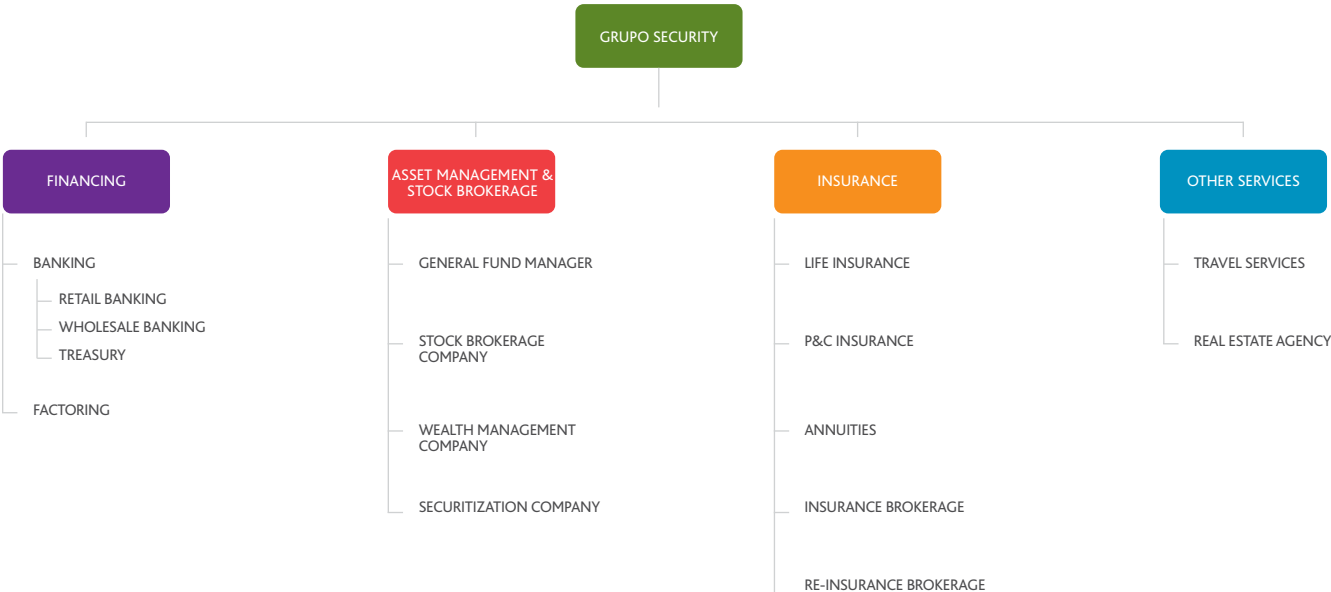 GRUPO SECURITY
FINANCING
BANKING
RETAIL BANKING
WHOLESALE BANKING
TREASURY
FACTORING
ASSET MANAGEMENT &
STOCK BROKERAGE
GENERAL FUND MANAGER
STOCK BROKERAGE
COMPANY
WEALTH MANAGEMENT
COMPANY
SECURITIZATION COMPANY
INSURANCE
LIFE INSURANCE
P&C INSURANCE
ANNUITIES
INSURANCE BROKERAGE
RE-INSURANCE BROKERAGE
OTHER SERVICES
TRAVEL SERVICES
REAL ESTATE AGENCY